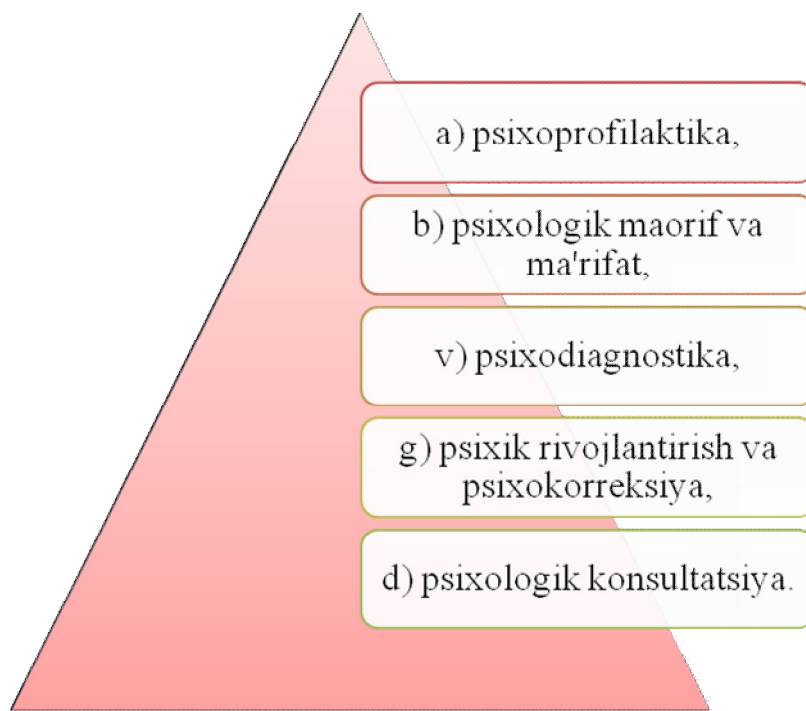 a) psixoprofilaktika,
b) psixologik maorif va
ma'rifat,
v) psixodiagnostika,
g) psixik rivojlantirish va
psixokorreksiya,
d) psixologik konsultatsiya.